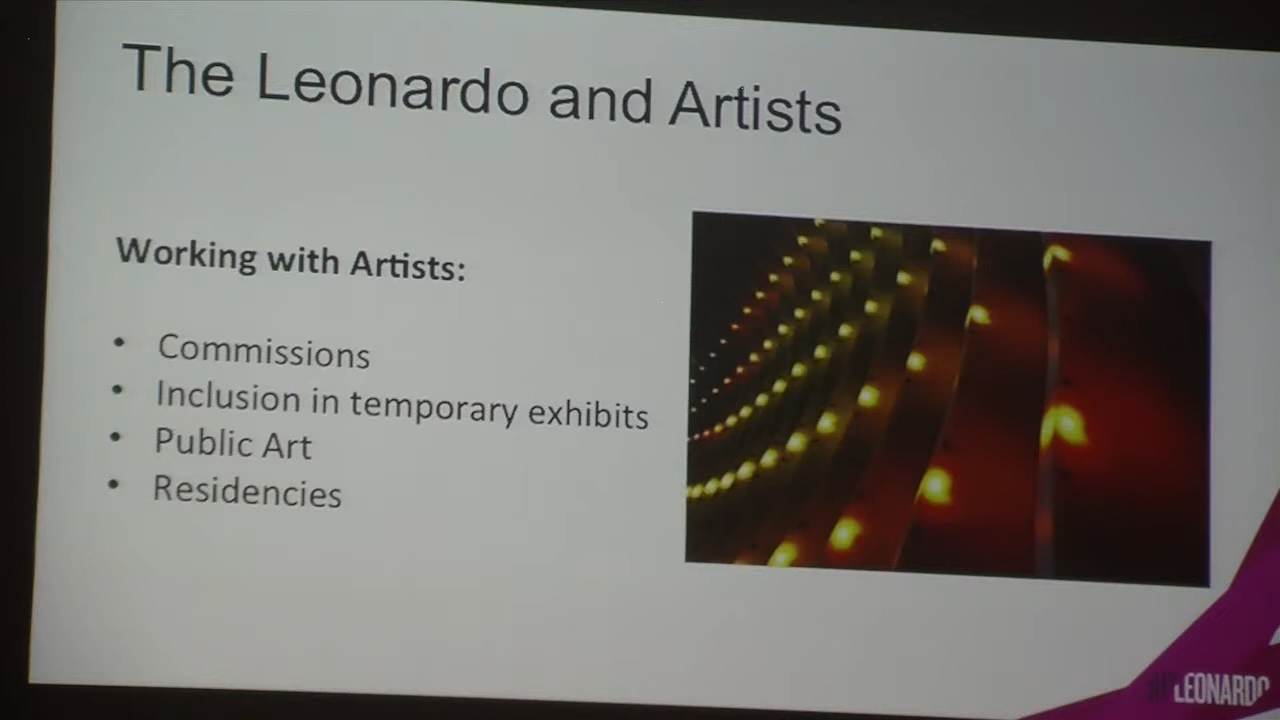 The Leonardo and Artists
Working with Artists:
• Commissions
• Inclusion in temporary exhibits
• Public Art
• Residencies
LEONARDO